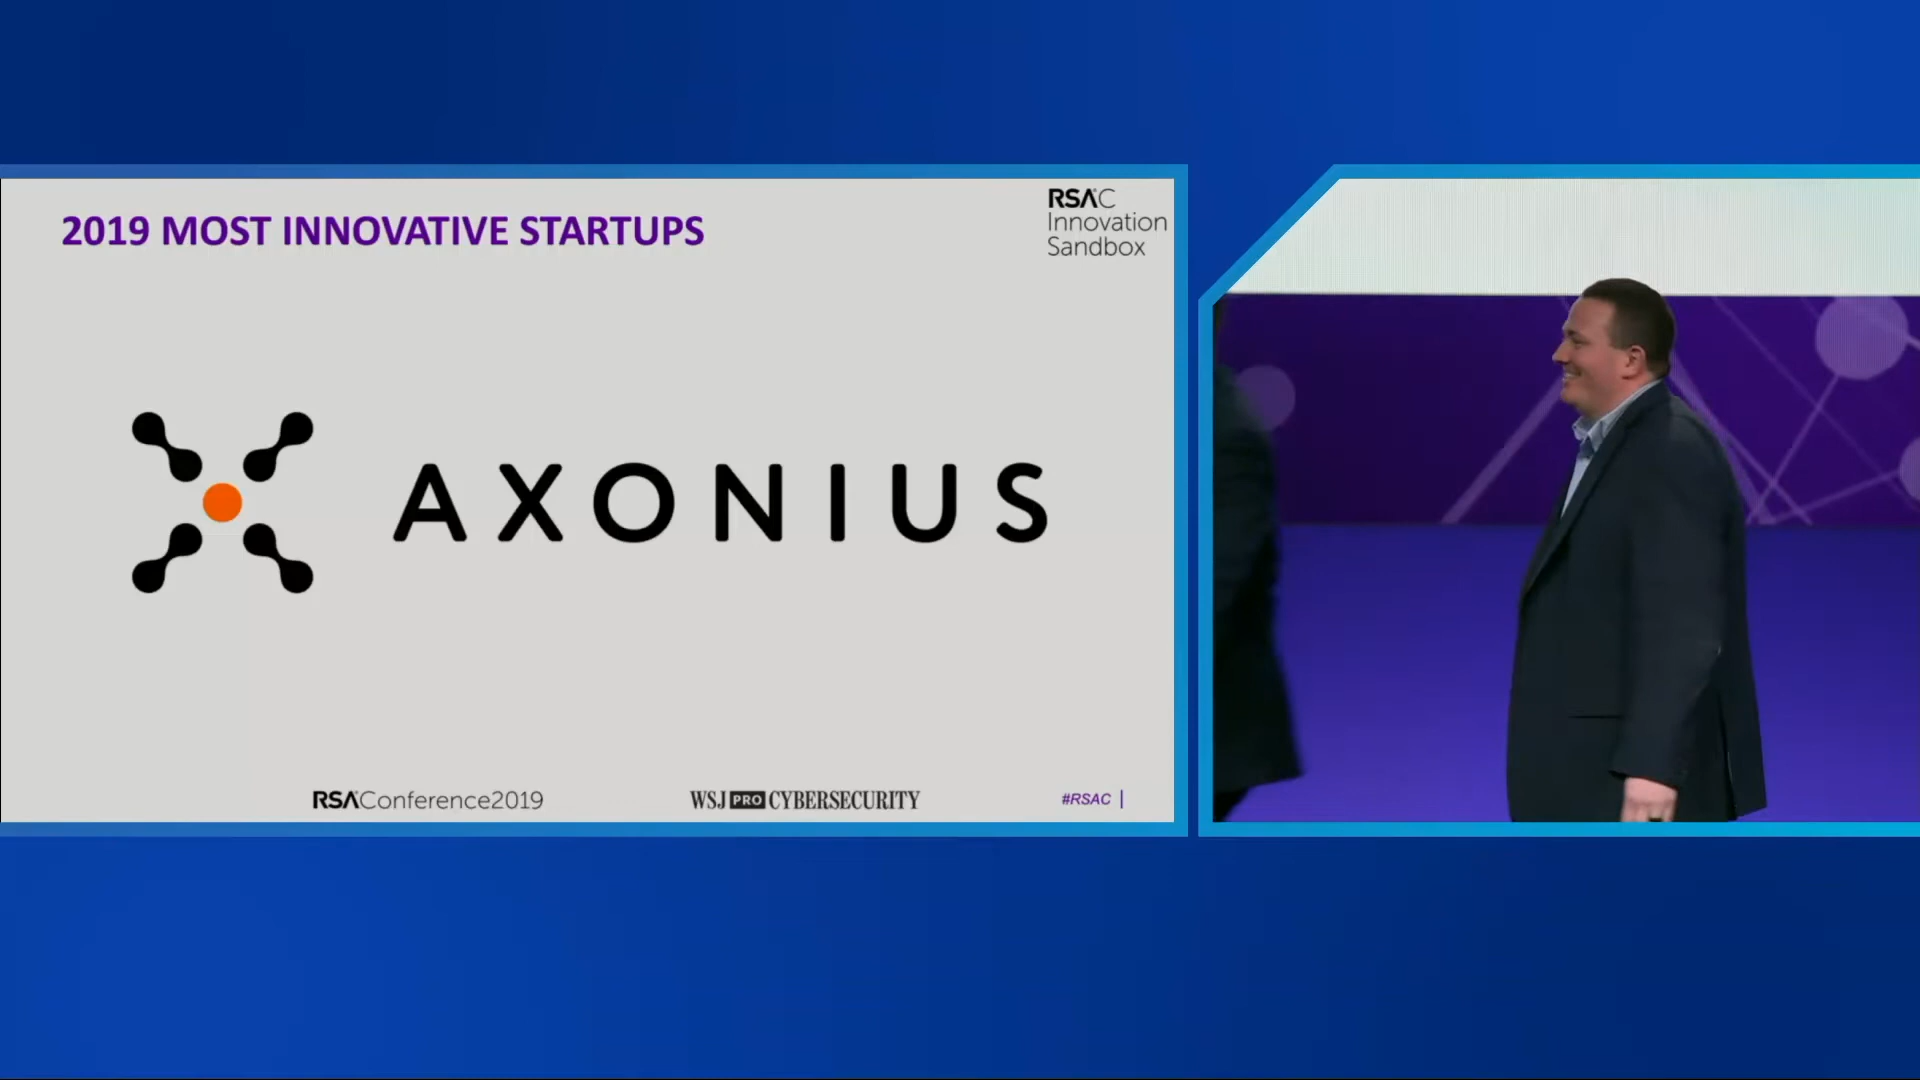 2019 MOST INNOVATIVE STARTUPS
RSAC
Innovation
Sandbox
AXONIUS
RSAConference2019
WSJ PRO CYBERSECURITY
#RSAC